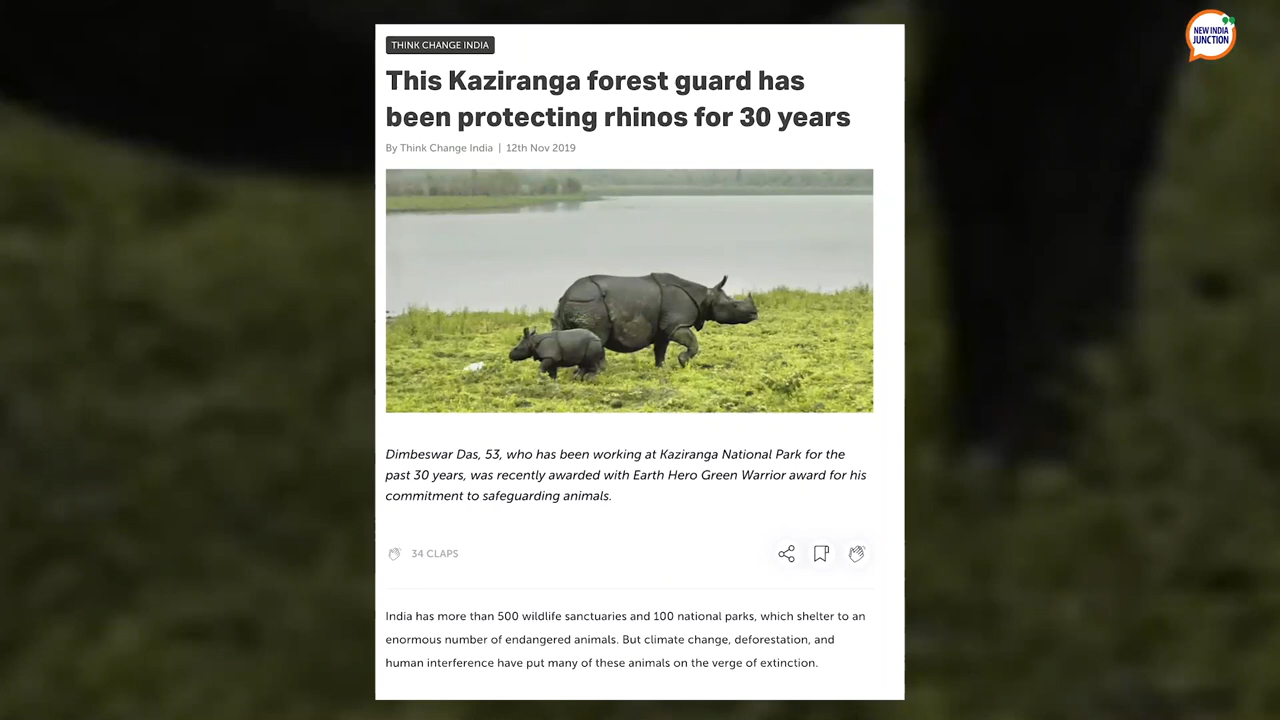 NEW INDIA
JUNCTION
THINK CHANGE INDIA
This Kaziranga forest guard has
been protecting rhinos for 30 years
By Think Change India | 12th Nov 2019
Dimbeswar Das, 53, who has been working at Kaziranga National Park for the
past 30 years, was recently awarded with Earth Hero Green Warrior award for his
commitment to safeguarding animals.
34 CLAPS
India has more than 500 wildlife sanctuaries and 100 national parks, which shelter to an
enormous number of endangered animals. But climate change, deforestation, and
human interference have put many of these animals on the verge of extinction.